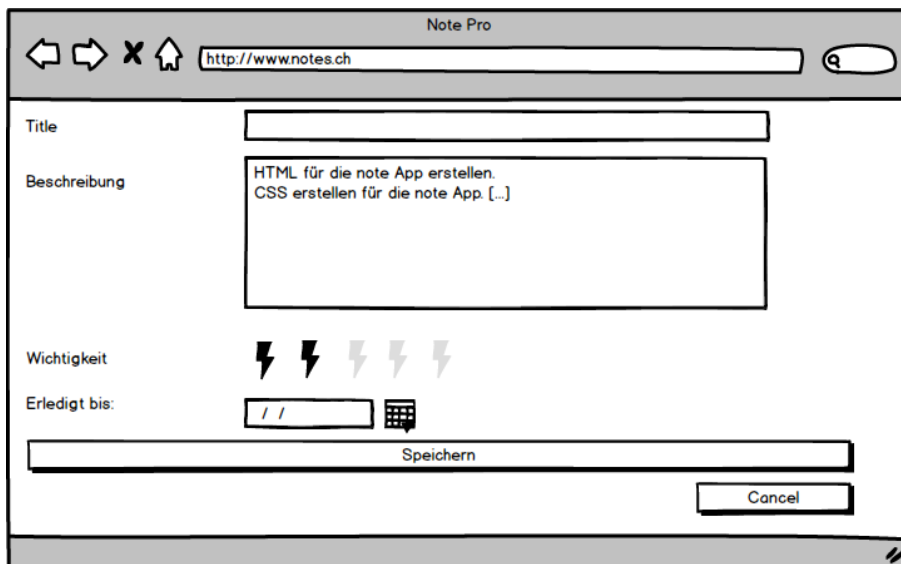 Note Pro
http://www.notes.ch
Title
Beschreibung
HTML für die note App erstellen.
CSS erstellen für die note App. [...]
Wichtigkeit
Erledigt bis:
/ /
Speichern
Cancel